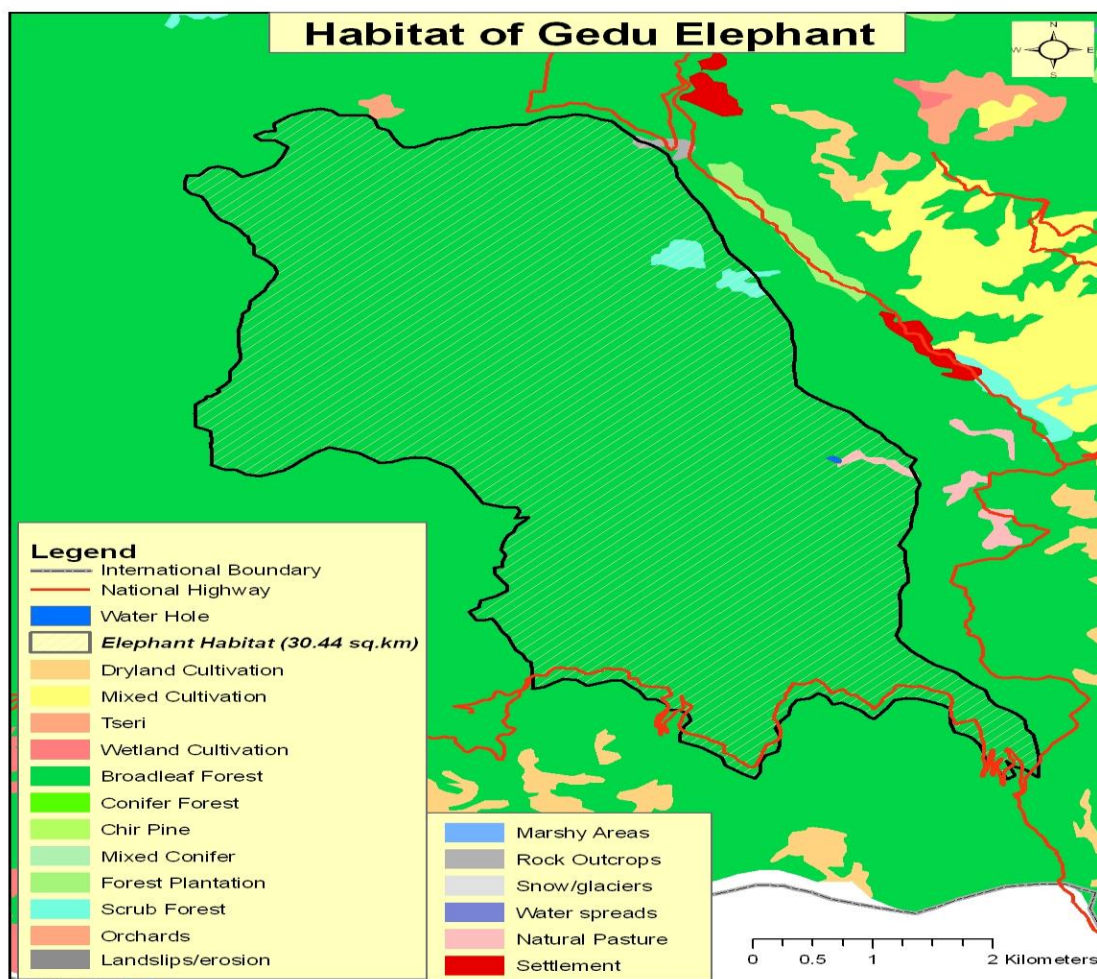 Habitat of Gedu Elephant
N
W E
S
Legend
International Boundary
National Highway
Water Hole
Elephant Habitat (30.44 sq.km)
Dryland Cultivation
Mixed Cultivation
Tseri
Wetland Cultivation
Broadleaf Forest
Conifer Forest
Chir Pine
Mixed Conifer
Forest Plantation
Scrub Forest
Orchards
Landslips/erosion
Marshy Areas
Rock Outcrops
Snow/glaciers
Water spreads
Natural Pasture
Settlement
0 0.5 1 2 Kilometers